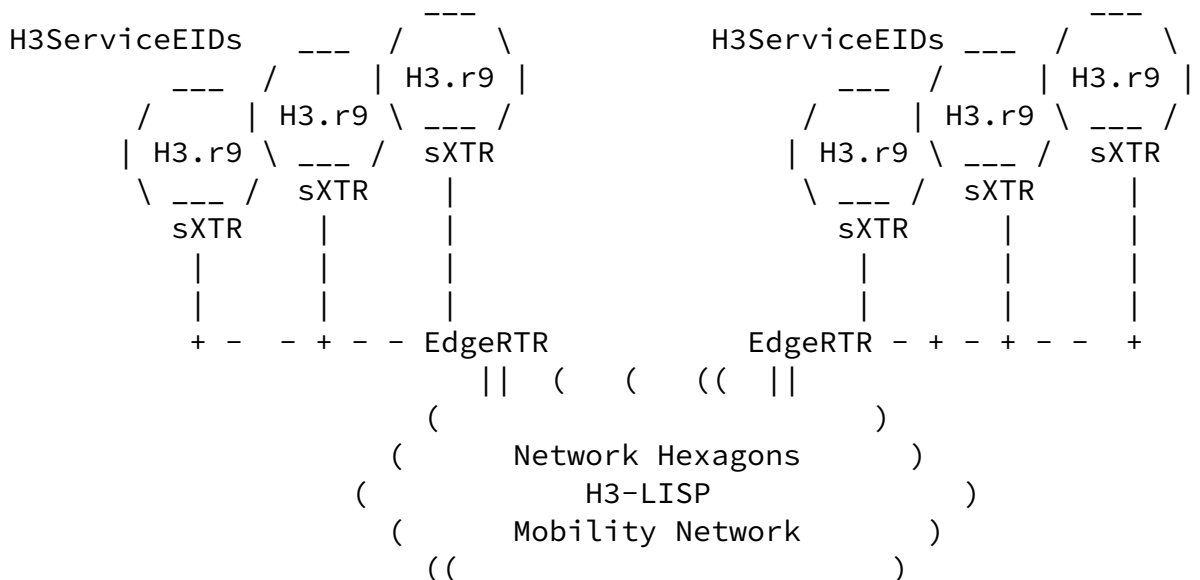 H3ServiceEIDs H3ServiceEIDs
H3.r9 H3.r9
H3.r9 H3.r9
H3.r9 sXTR H3.r9 sXTR
sXTR sXTR
sXTR sXTR
EdgeRTR EdgeRTR
Network Hexagons
H3-LISP
Mobility Network